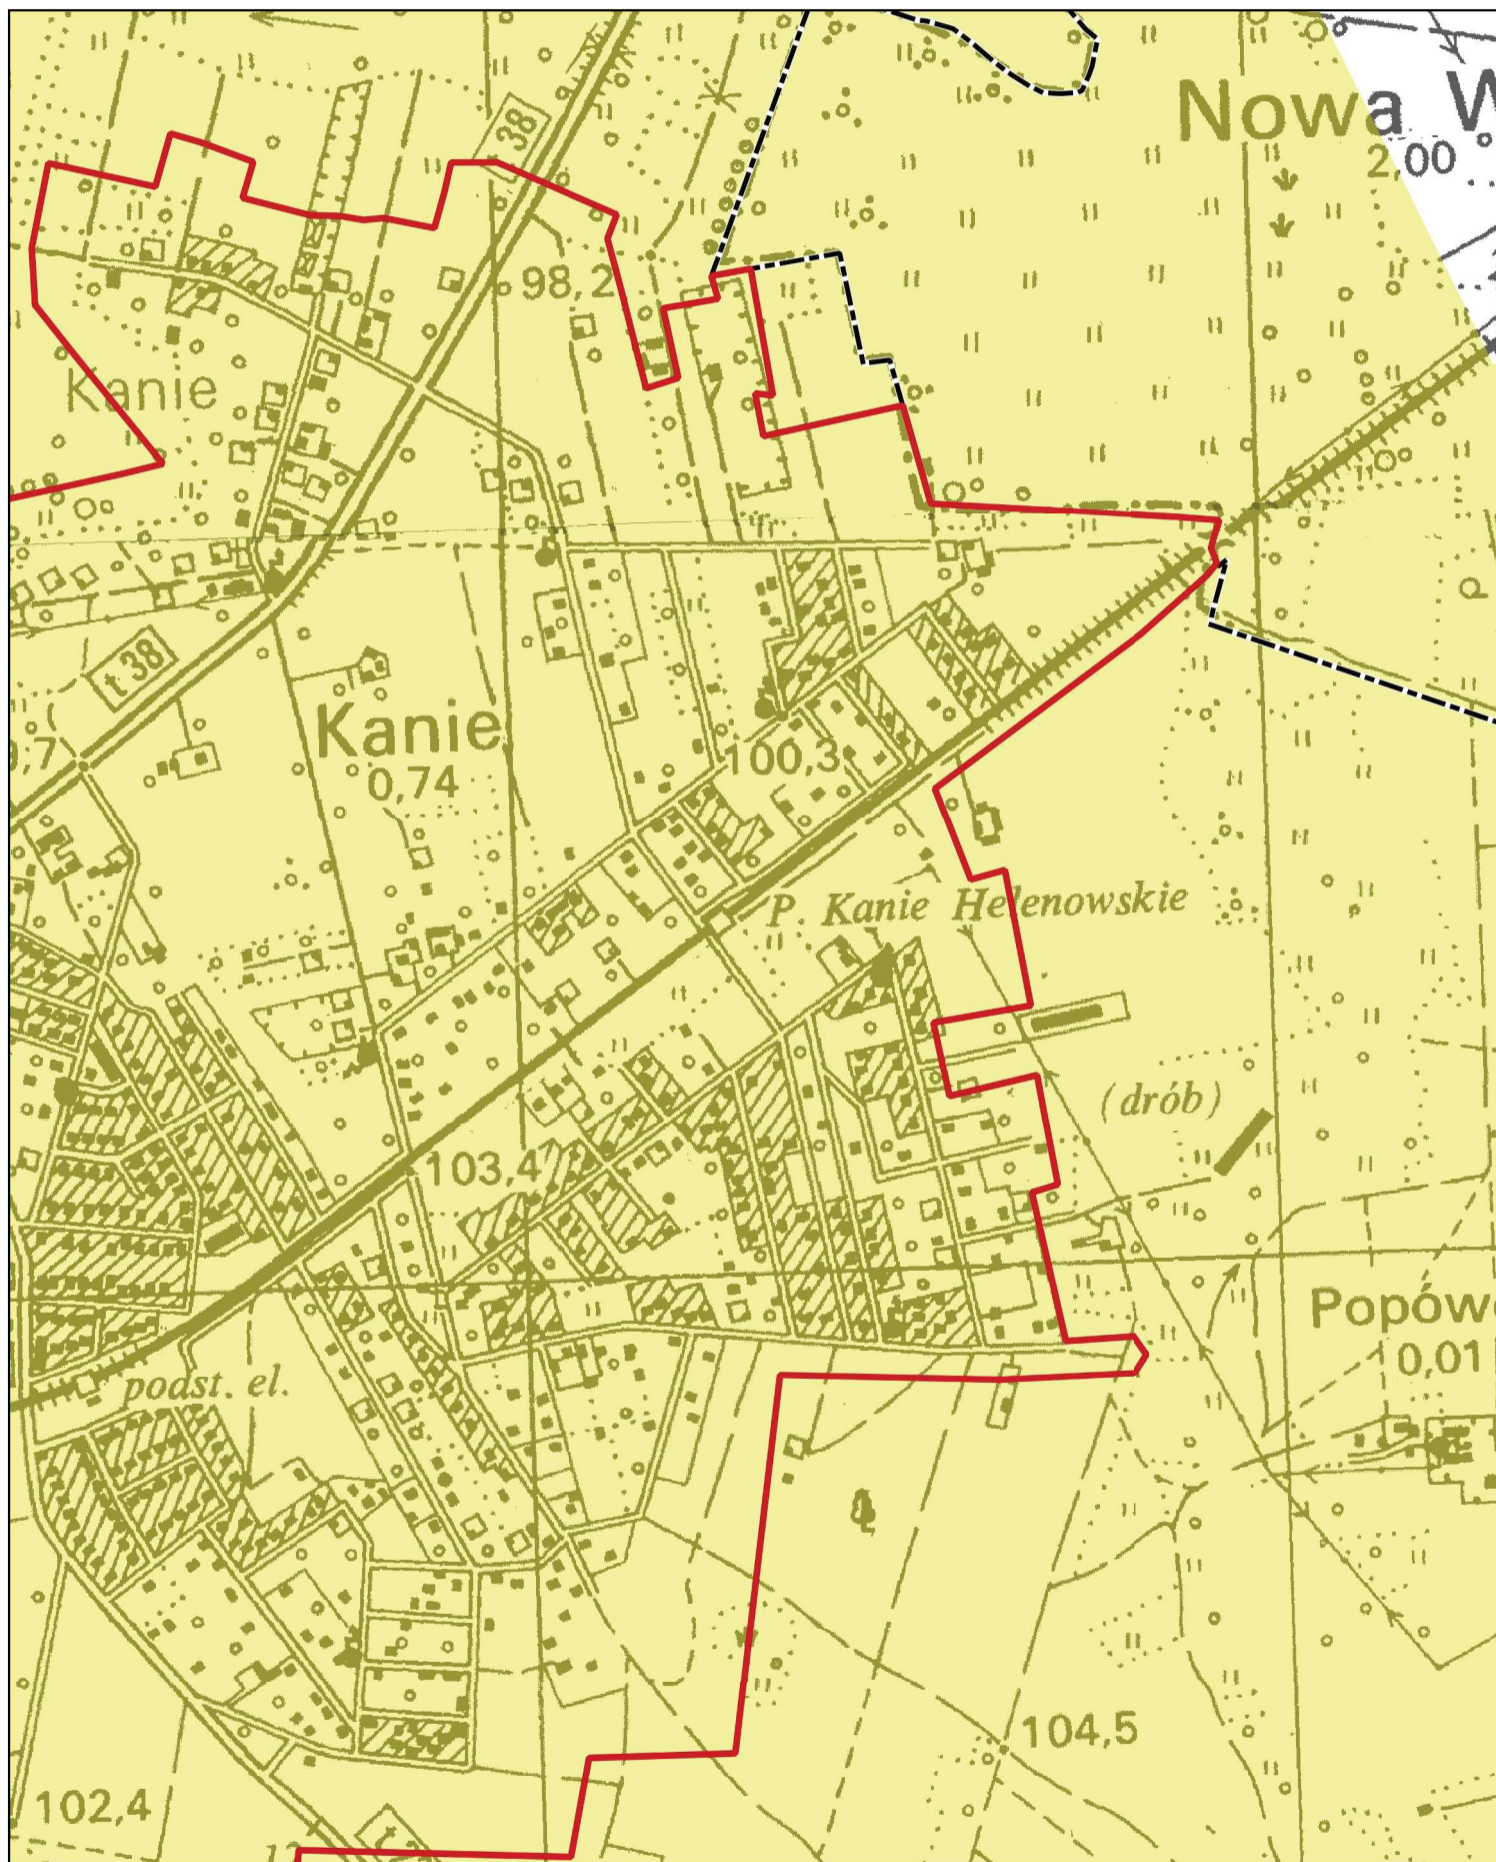 38
Nowa W
2,00
98,2
Kanie
t 38
Kanie
0,74
,7
100,3
P. Kanie Helenowskie
(drób)
103,4
Popów
0,01
podst. el.
104,5
102,4